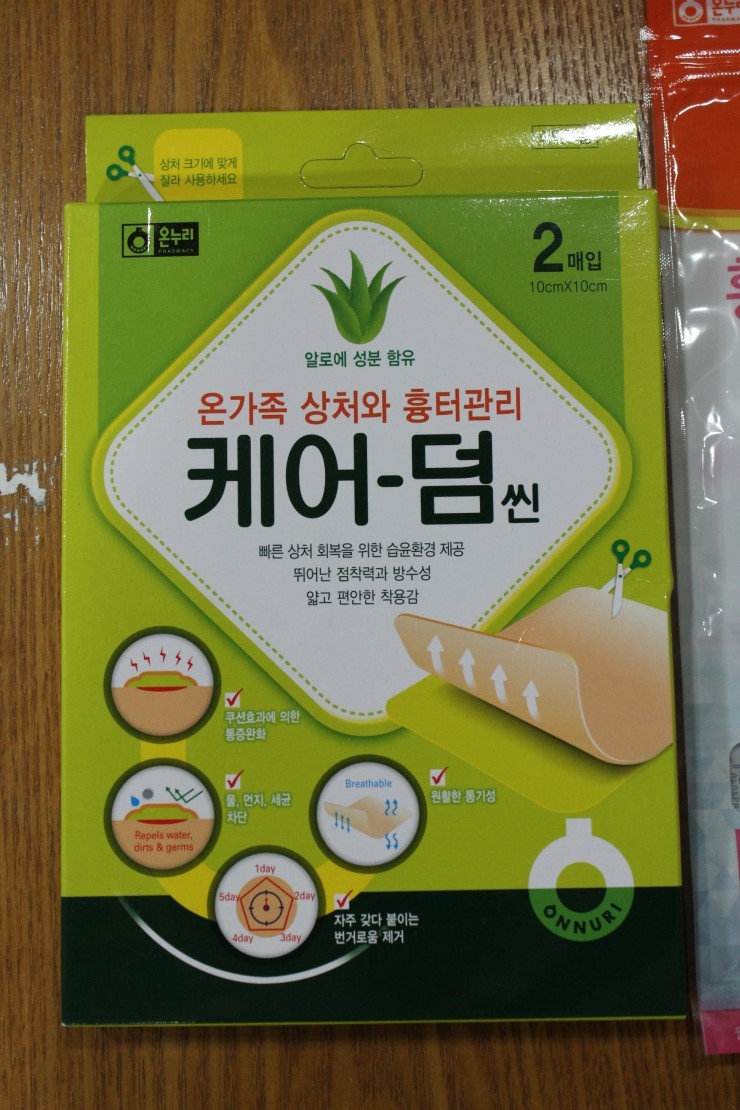 상처 크기에 맞게
잘라 사용하세요
온누리
PHARMACY
ONNURI
2매입
10cmX10cm
알로에 성분 함유
온가족 상처와 흉터관리
케어-덤씬
빠른 상처 회복을 위한 습윤환경 제공
뛰어난 점착력과 방수성
얇고 편안한 착용감
쿠션효과에 의한
통증완화
물, 먼지, 세균
차단
Repels water,
dirts & germs
Breathable
원활한 통기성
1day
2day
3day
4day
5day
자주 갖다 붙이는
번거로움 제거
ONNURI
온누리
PHARMACY